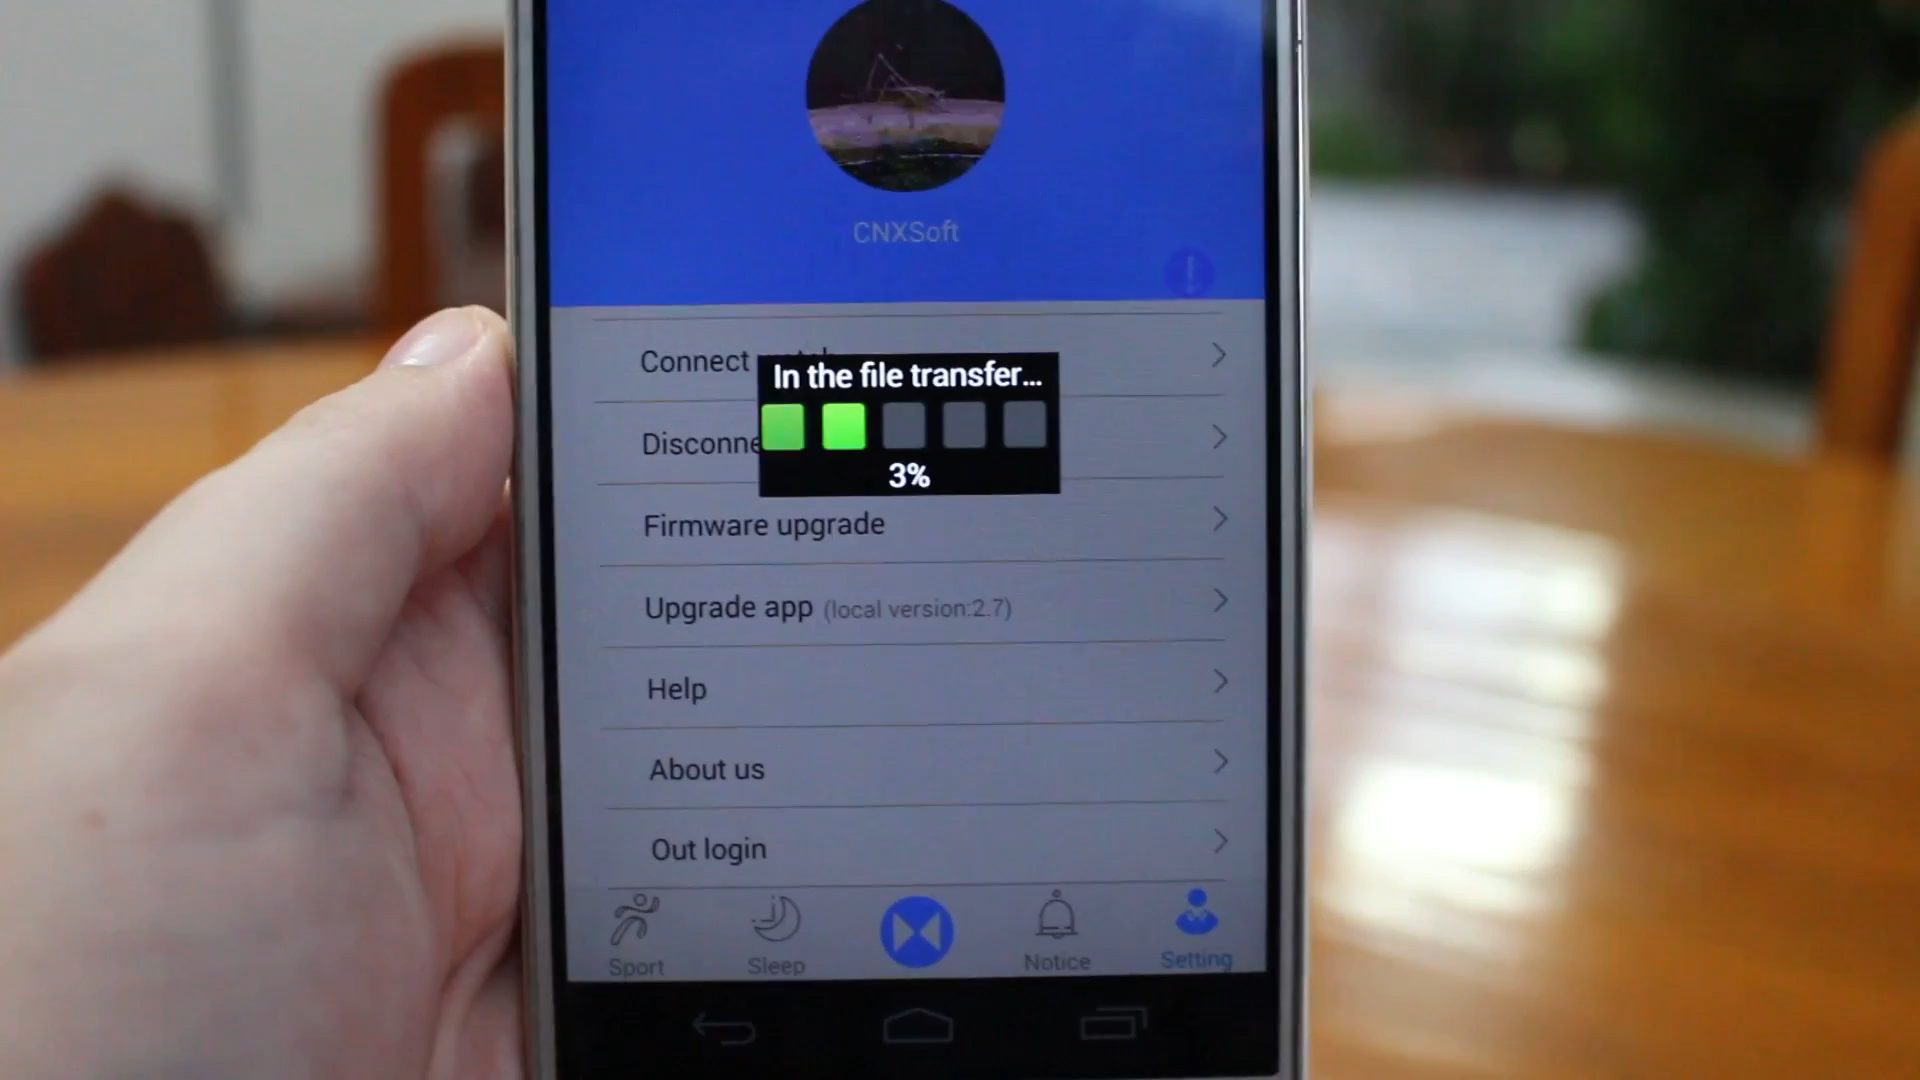 CNXSoft
Connect
In the file transfer...
Disconne
3%
Firmware upgrade
Upgrade app (local version:2.7)
Help
About us
Out login
Sport
Sleep
Notice
Setting